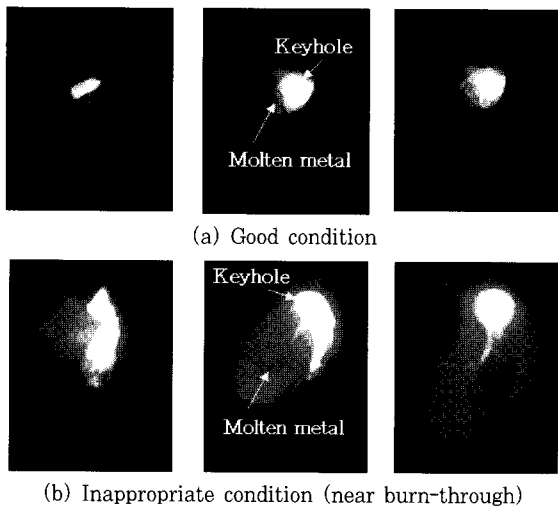 Keyhole
Molten metal
(a) Good condition
Keyhole
Molten metal
(b) Inappropriate condition (near burn-through)